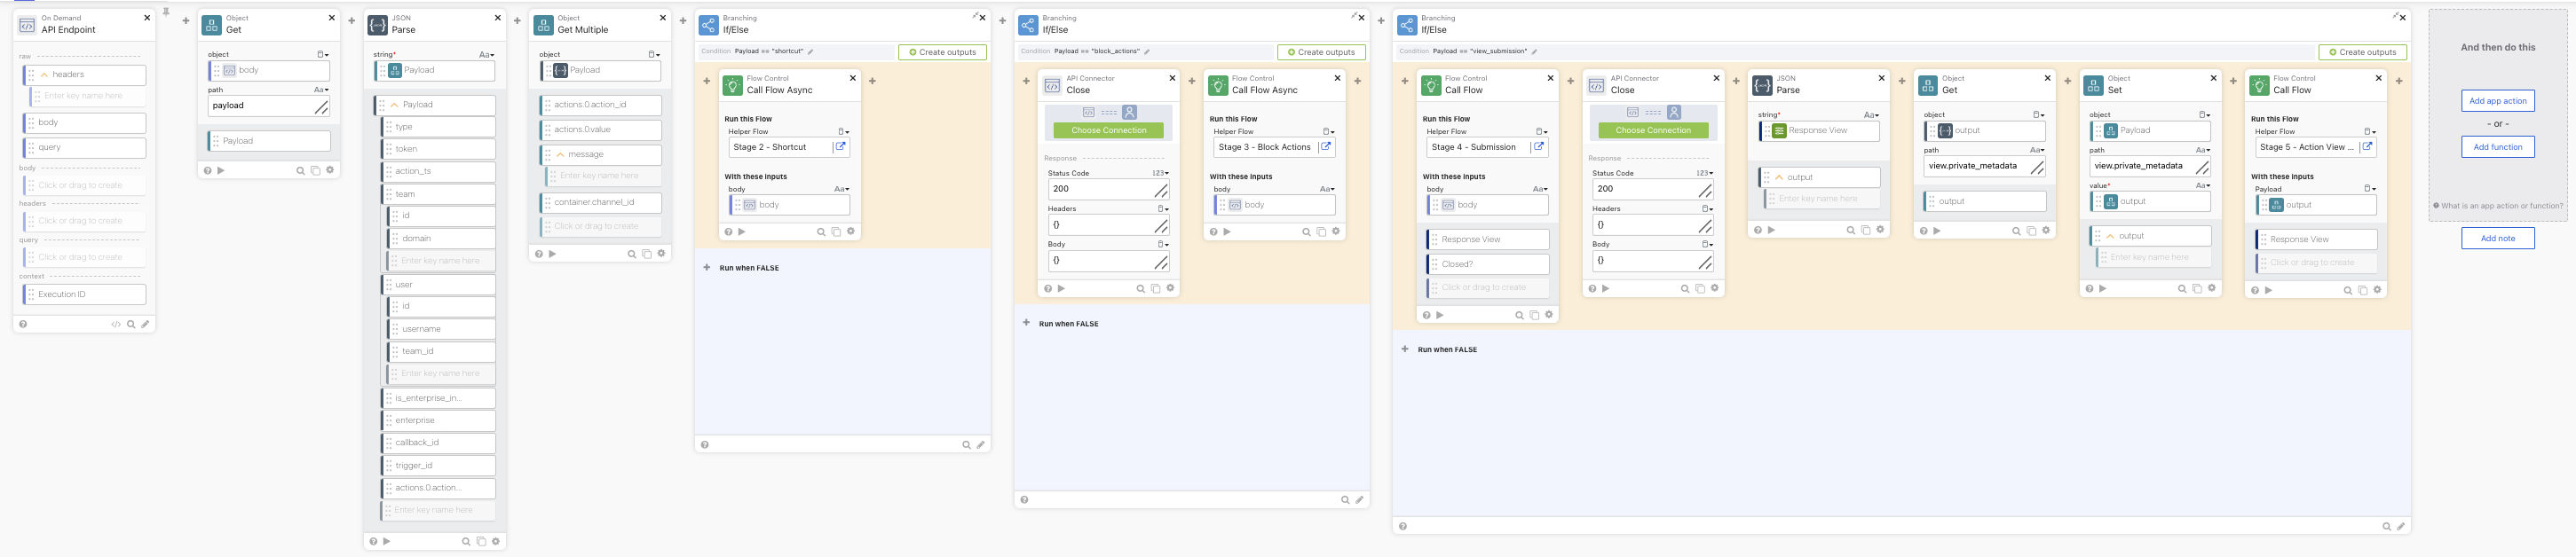 On Demand
API Endpoint
raw
headers
Enter key name here
body
query
body
Click or drag to create
headers
Click or drag to create
query
Click or drag to create
context
Execution ID
Object
Get
object
body
path
Aa
payload
Payload
JSON
Parse
string*
Aa
Payload
Payload
type
token
action_ts
team
id
domain
Enter key name here
user
id
username
team_id
Enter key name here
is_enterprise_in...
enterprise
callback_id
trigger_id
actions.0.action...
Enter key name here
Object
Get Multiple
object
Payload
actions.0.action_id
actions.0.value
message
Enter key name here
container.channel_id
Click or drag to create
Branching
If/Else
Condition Payload == "shortcut"
Create outputs
Flow Control
Call Flow Async
Run this Flow
Helper Flow
Stage 2 - Shortcut
With these inputs
body
Aa
body
Run when FALSE
Branching
If/Else
Condition Payload == "block_actions"
Create outputs
API Connector
Close
Choose Connection
Response
Status Code
123
200
Headers
{}
Body
{}
Flow Control
Call Flow Async
Run this Flow
Helper Flow
Stage 3 - Block Actions
With these inputs
body
Aa
body
Run when FALSE
Branching
If/Else
Condition Payload == "view_submission"
Create outputs
Flow Control
Call Flow
Run this Flow
Helper Flow
Stage 4 - Submission
With these inputs
body
Aa
body
Response View
Closed?
Click or drag to create
API Connector
Close
Choose Connection
Response
Status Code
123
200
Headers
{}
Body
{}
JSON
Parse
string*
Aa
Response View
output
Enter key name here
Object
Get
object
output
path
Aa
view.private_metadata
output
Object
Set
object
Payload
path
Aa
view.private_metadata
value*
Aa
output
output
Enter key name here
Flow Control
Call Flow
Run this Flow
Helper Flow
Stage 5 - Action View ...
With these inputs
Payload
output
Response View
Click or drag to create
Run when FALSE
And then do this
Add app action
- or -
Add function
What is an app action or function?
Add note